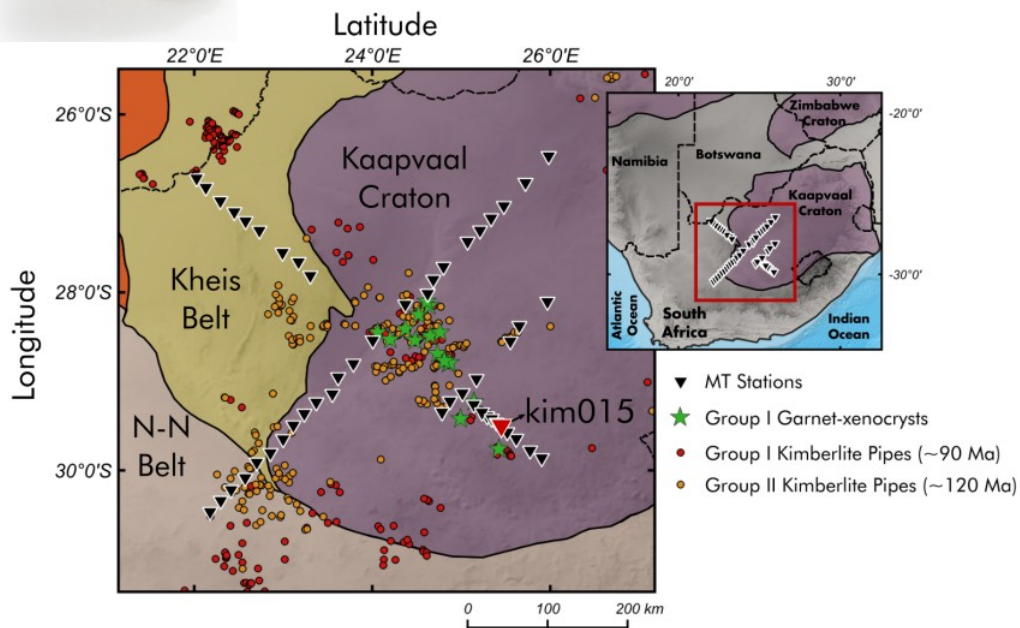 Latitude
22°0'E 24°0'E 26°0'E
20°0' 30°0'
26°0'S
Zimbabwe
Craton
-20°0'
Kaapvaal
Craton
Namibia
Botswana
Kaapvaal
Craton
Kheis
Belt
28°0'S
-30°0'
Longitude
Atlantic
Ocean
South
Africa
Indian
Ocean
MT Stations
kim015
Group I Garnet-xenocrysts
N-N
Belt
Group I Kimberlite Pipes (~90 Ma)
30°0'S
Group II Kimberlite Pipes (~120 Ma)
0 100 200 km